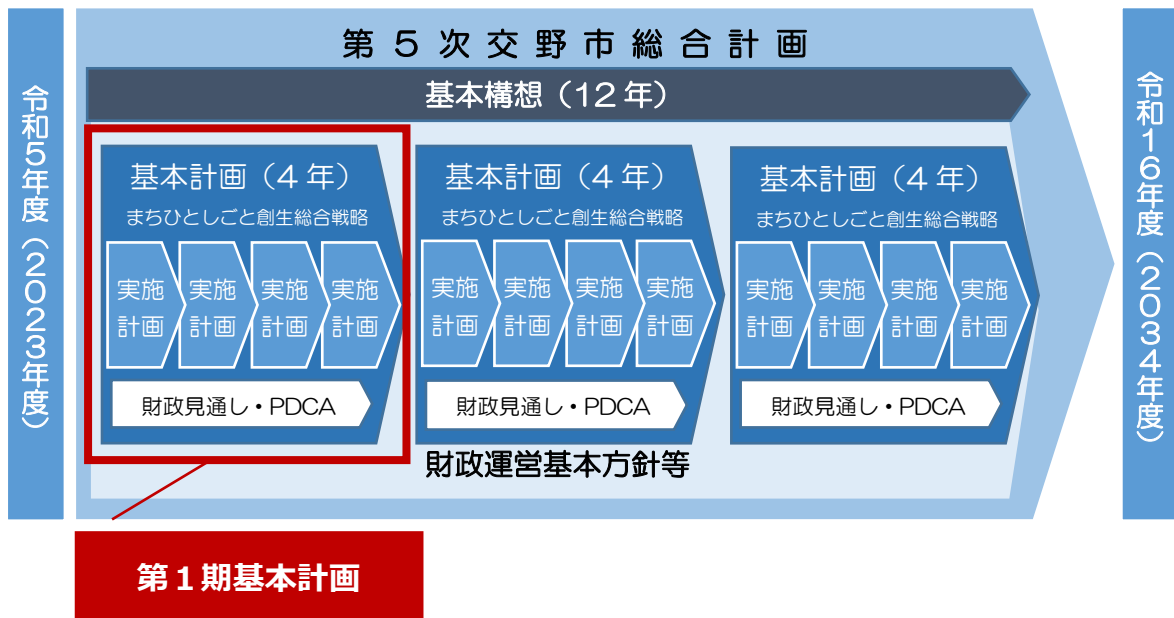 令和5年度（2023年度）
第5次交野市総合計画
基本構想（12年）
基本計画（4年）
まちひとしごと創生総合戦略
実施
計画
実施
計画
実施
計画
実施
計画
財政見通し・PDCA
基本計画（4年）
まちひとしごと創生総合戦略
実施
計画
実施
計画
実施
計画
実施
計画
財政見通し・PDCA
基本計画（4年）
まちひとしごと創生総合戦略
実施
計画
実施
計画
実施
計画
実施
計画
財政見通し・PDCA
財政運営基本方針等
令和16年度（2034年度）
第1期基本計画